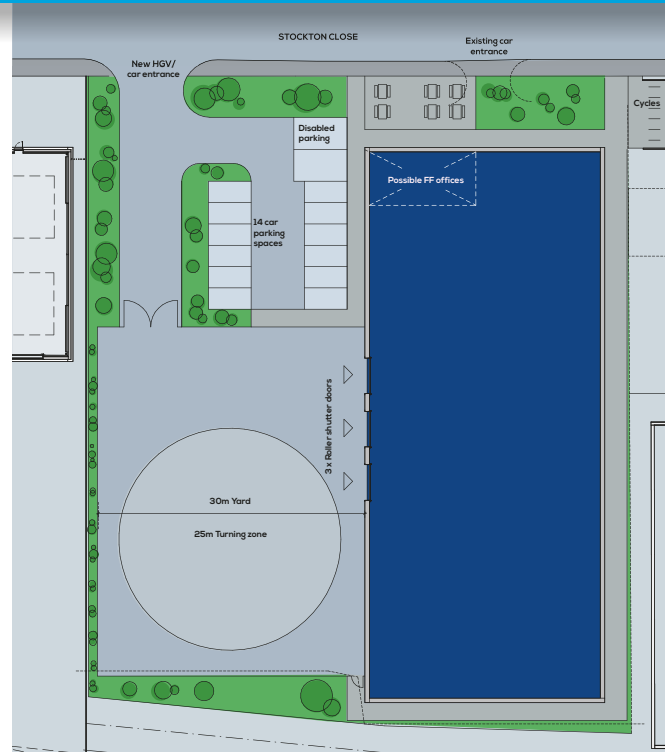 STOCKTON CLOSE
Existing car
entrance
New HGV/
car entrance
Cycles
Disabled
parking
Possible FF offices
14 car
parking
spaces
3 x Roller shutter doors
30m Yard
25m Turning zone